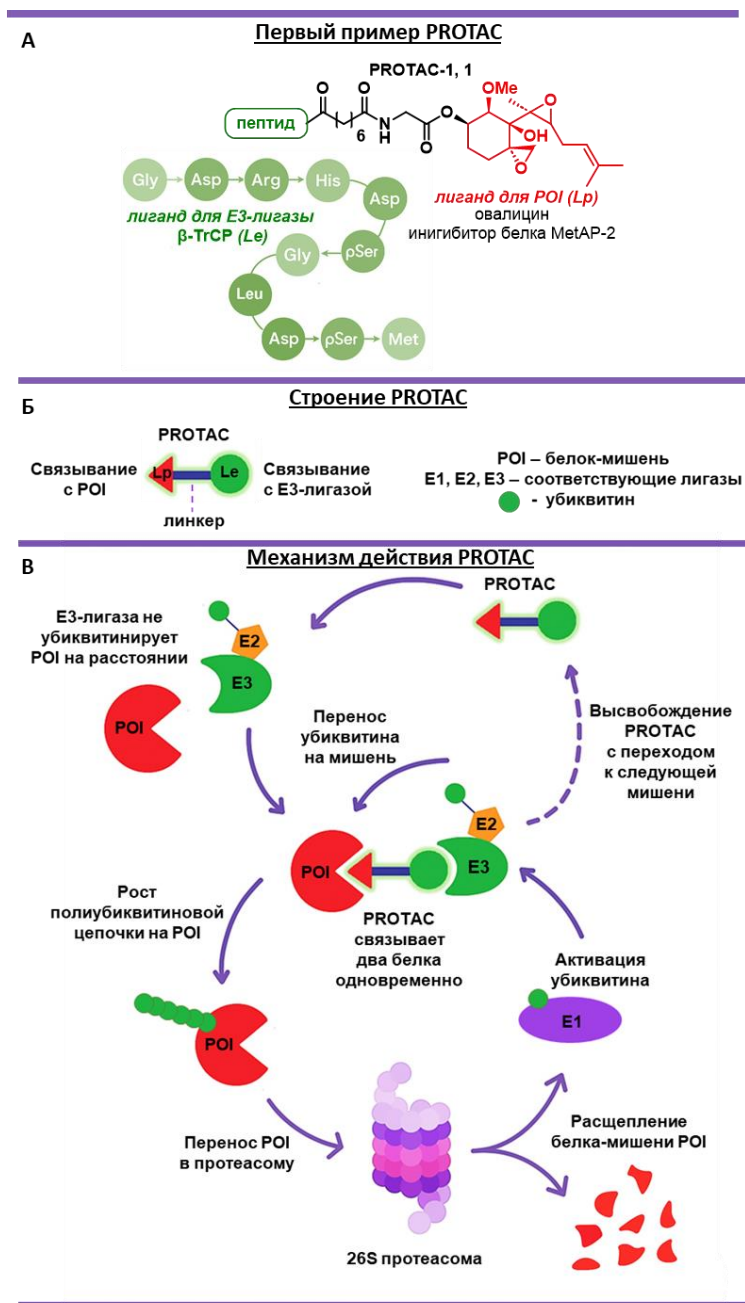 А
Первый пример PROTAC
PROTAC-1, 1
пептид
O
O
6
N
H
O
O
OMe
O
OH
O
Gly
Asp
Arg
His
Asp
ρSer
Gly
Leu
Asp
ρSer
Met
лиганд для E3-лигазы
β-TrCP (Le)
лиганд для POI (Lp)
овалицин
инигибитор белка MetAP-2
Б
Строение PROTAC
PROTAC
Связывание
с POI
Lp
Le
Связывание
с E3-лигазой
линкер
POI – белок-мишень
E1, E2, E3 – соответствующие лигазы
- убиквитин
В
Механизм действия PROTAC
PROTAC
E3-лигаза не
убиквитинирует
POI на расстоянии
E2
E3
POI
Перенос
убиквитина
на мишень
Высвобождение
PROTAC
с переходом
к следующей
мишени
E2
POI
E3
Рост
полиубиквитиновой
цепочки на POI
PROTAC
связывает
два белка
одновременно
Активация
убиквитина
E1
POI
Перенос POI
в протеасому
Расщепление
белка-мишени POI
26S протеасома